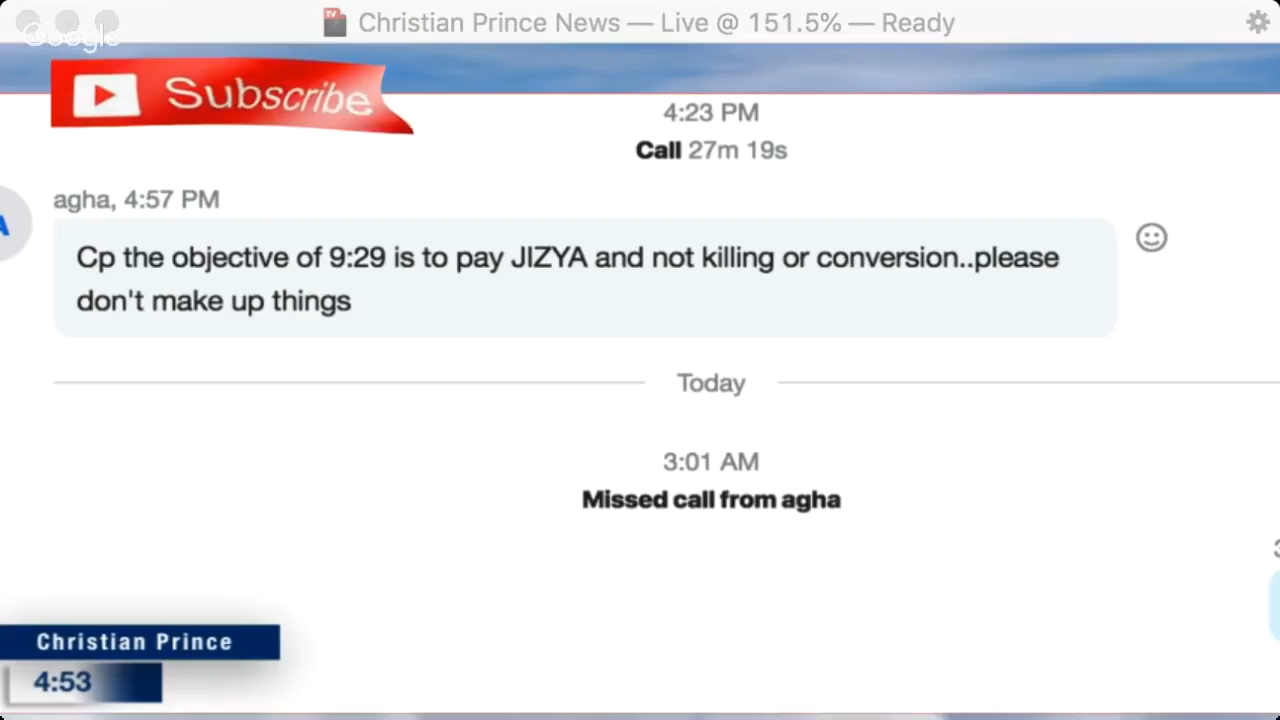 Christian Prince News — Live @ 151.5% — Ready
Google
Subscribe
4:23 PM
Call 27m 19s
agha, 4:57 PM
A
Cp the objective of 9:29 is to pay JIZYA and not killing or conversion..please
don't make up things
Today
3:01 AM
Missed call from agha
Christian Prince
4:53